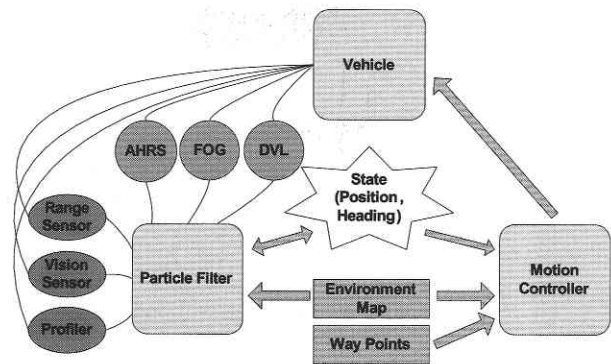 Vehicle
AHRS
FOG
DVL
State
(Position,
Heading)
Range
Sensor
Vision
Sensor
Profiler
Particle Filter
Environment
Map
Way Points
Motion
Controller